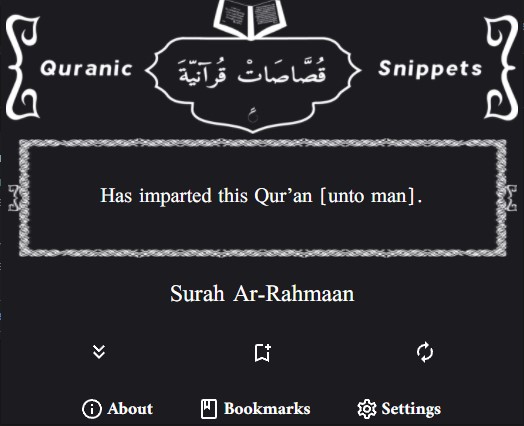 Quranic قُصَّاصَاتْ قُرآنِيَّةْ Snippets
ع
Has imparted this Qur’an [unto man].
Surah Ar-Rahmaan
About Bookmarks Settings